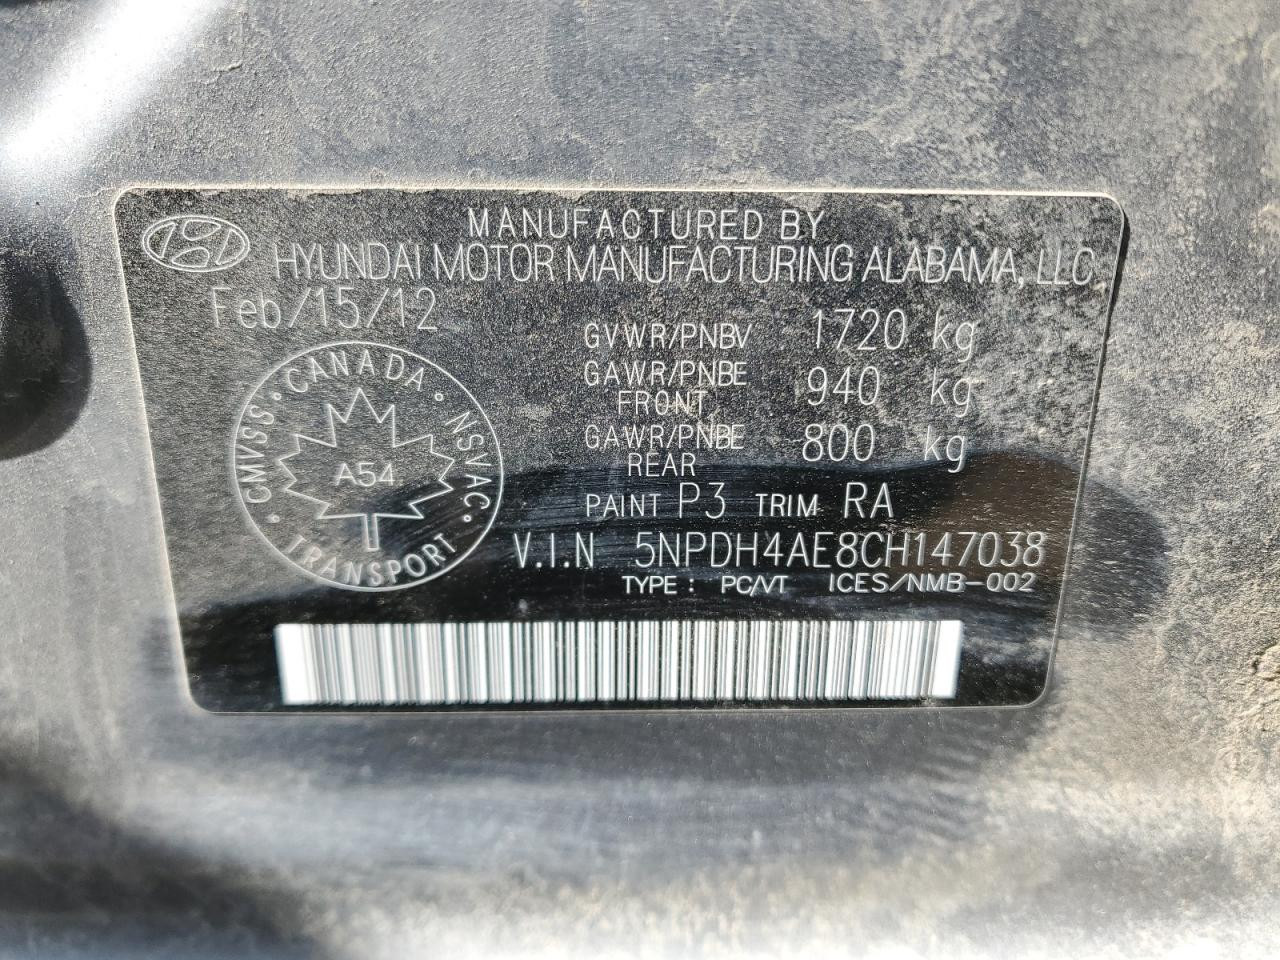 MANUFACTURED BY
HYUNDAI MOTOR MANUFACTURING ALABAMA, LLC
Feb/15/12
GVWR/PNBV 1720 kg
GAWR/PNBE FRONT 940 kg
GAWR/PNBE REAR 800 kg
PAINT P3 TRIM RA
V.I.N 5NPDH4AE8CH147038
TYPE : PC/VT ICES/NMB-002
CANADA · NSVAC · TRANSPORT · CMVSS ·
A54